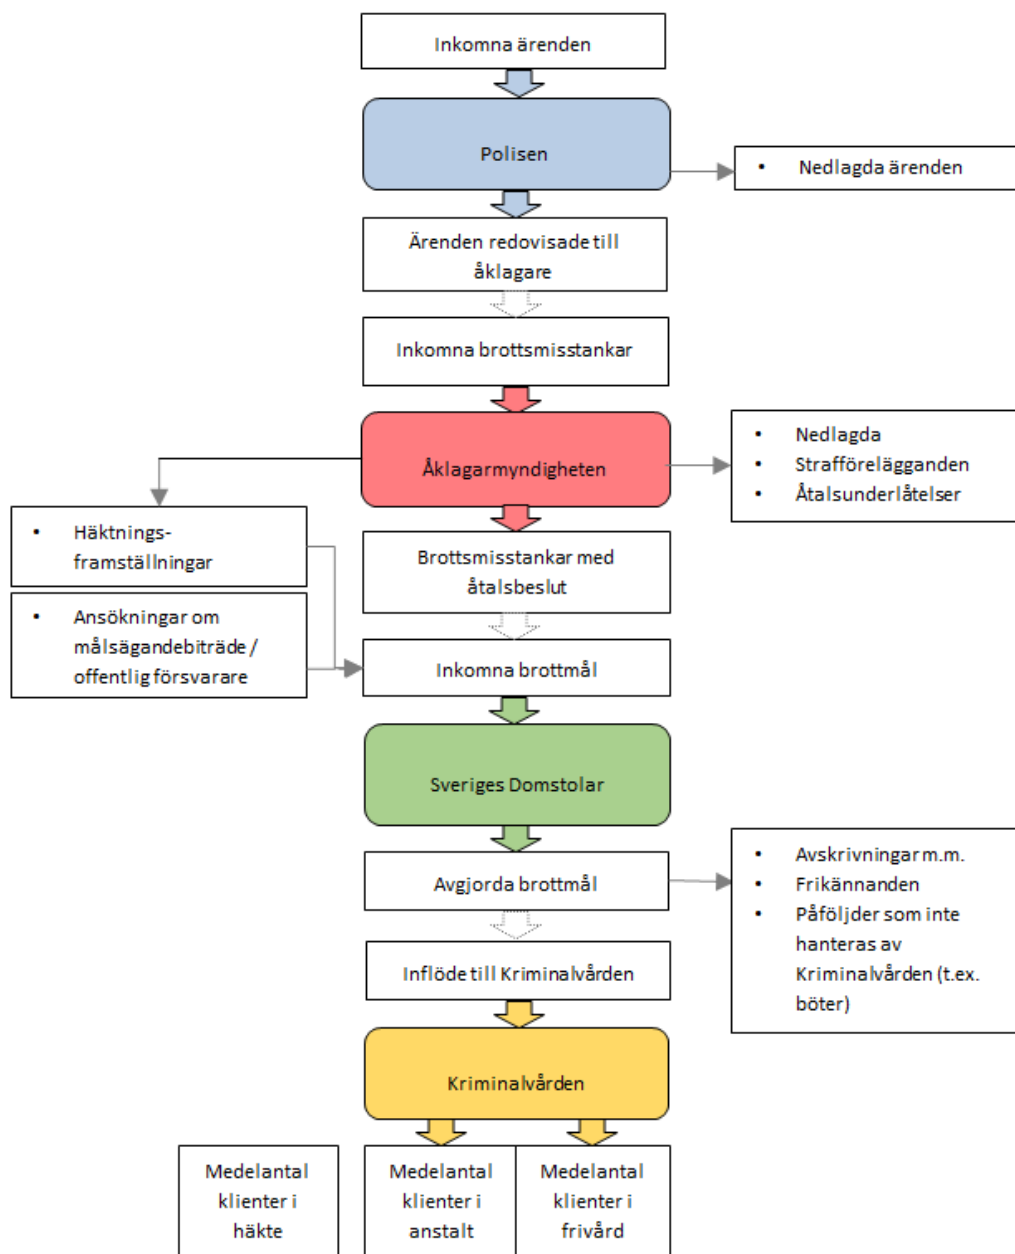 Inkomna ärenden
Polisen
• Nedlagda ärenden
Ärenden redovisade till
åklagare
Inkomna brottsmisstankar
Åklagarmyndigheten
• Nedlagda
• Strafförelägganden
• Åtalsunderlåtelser
• Häktnings-
framställningar
Brottsmisstankar med
åtalsbeslut
• Ansökningar om
målsägandebiträde /
offentlig försvarare
Inkomna brottmål
Sveriges Domstolar
Avgjorda brottmål
• Avskrivningar m.m.
• Frikännanden
• Påföljder som inte
hanteras av
Kriminalvården (t.ex.
böter)
Inflöde till Kriminalvården
Kriminalvården
Medelantal
klienter i
häkte
Medelantal
klienter i
anstalt
Medelantal
klienter i
frivård